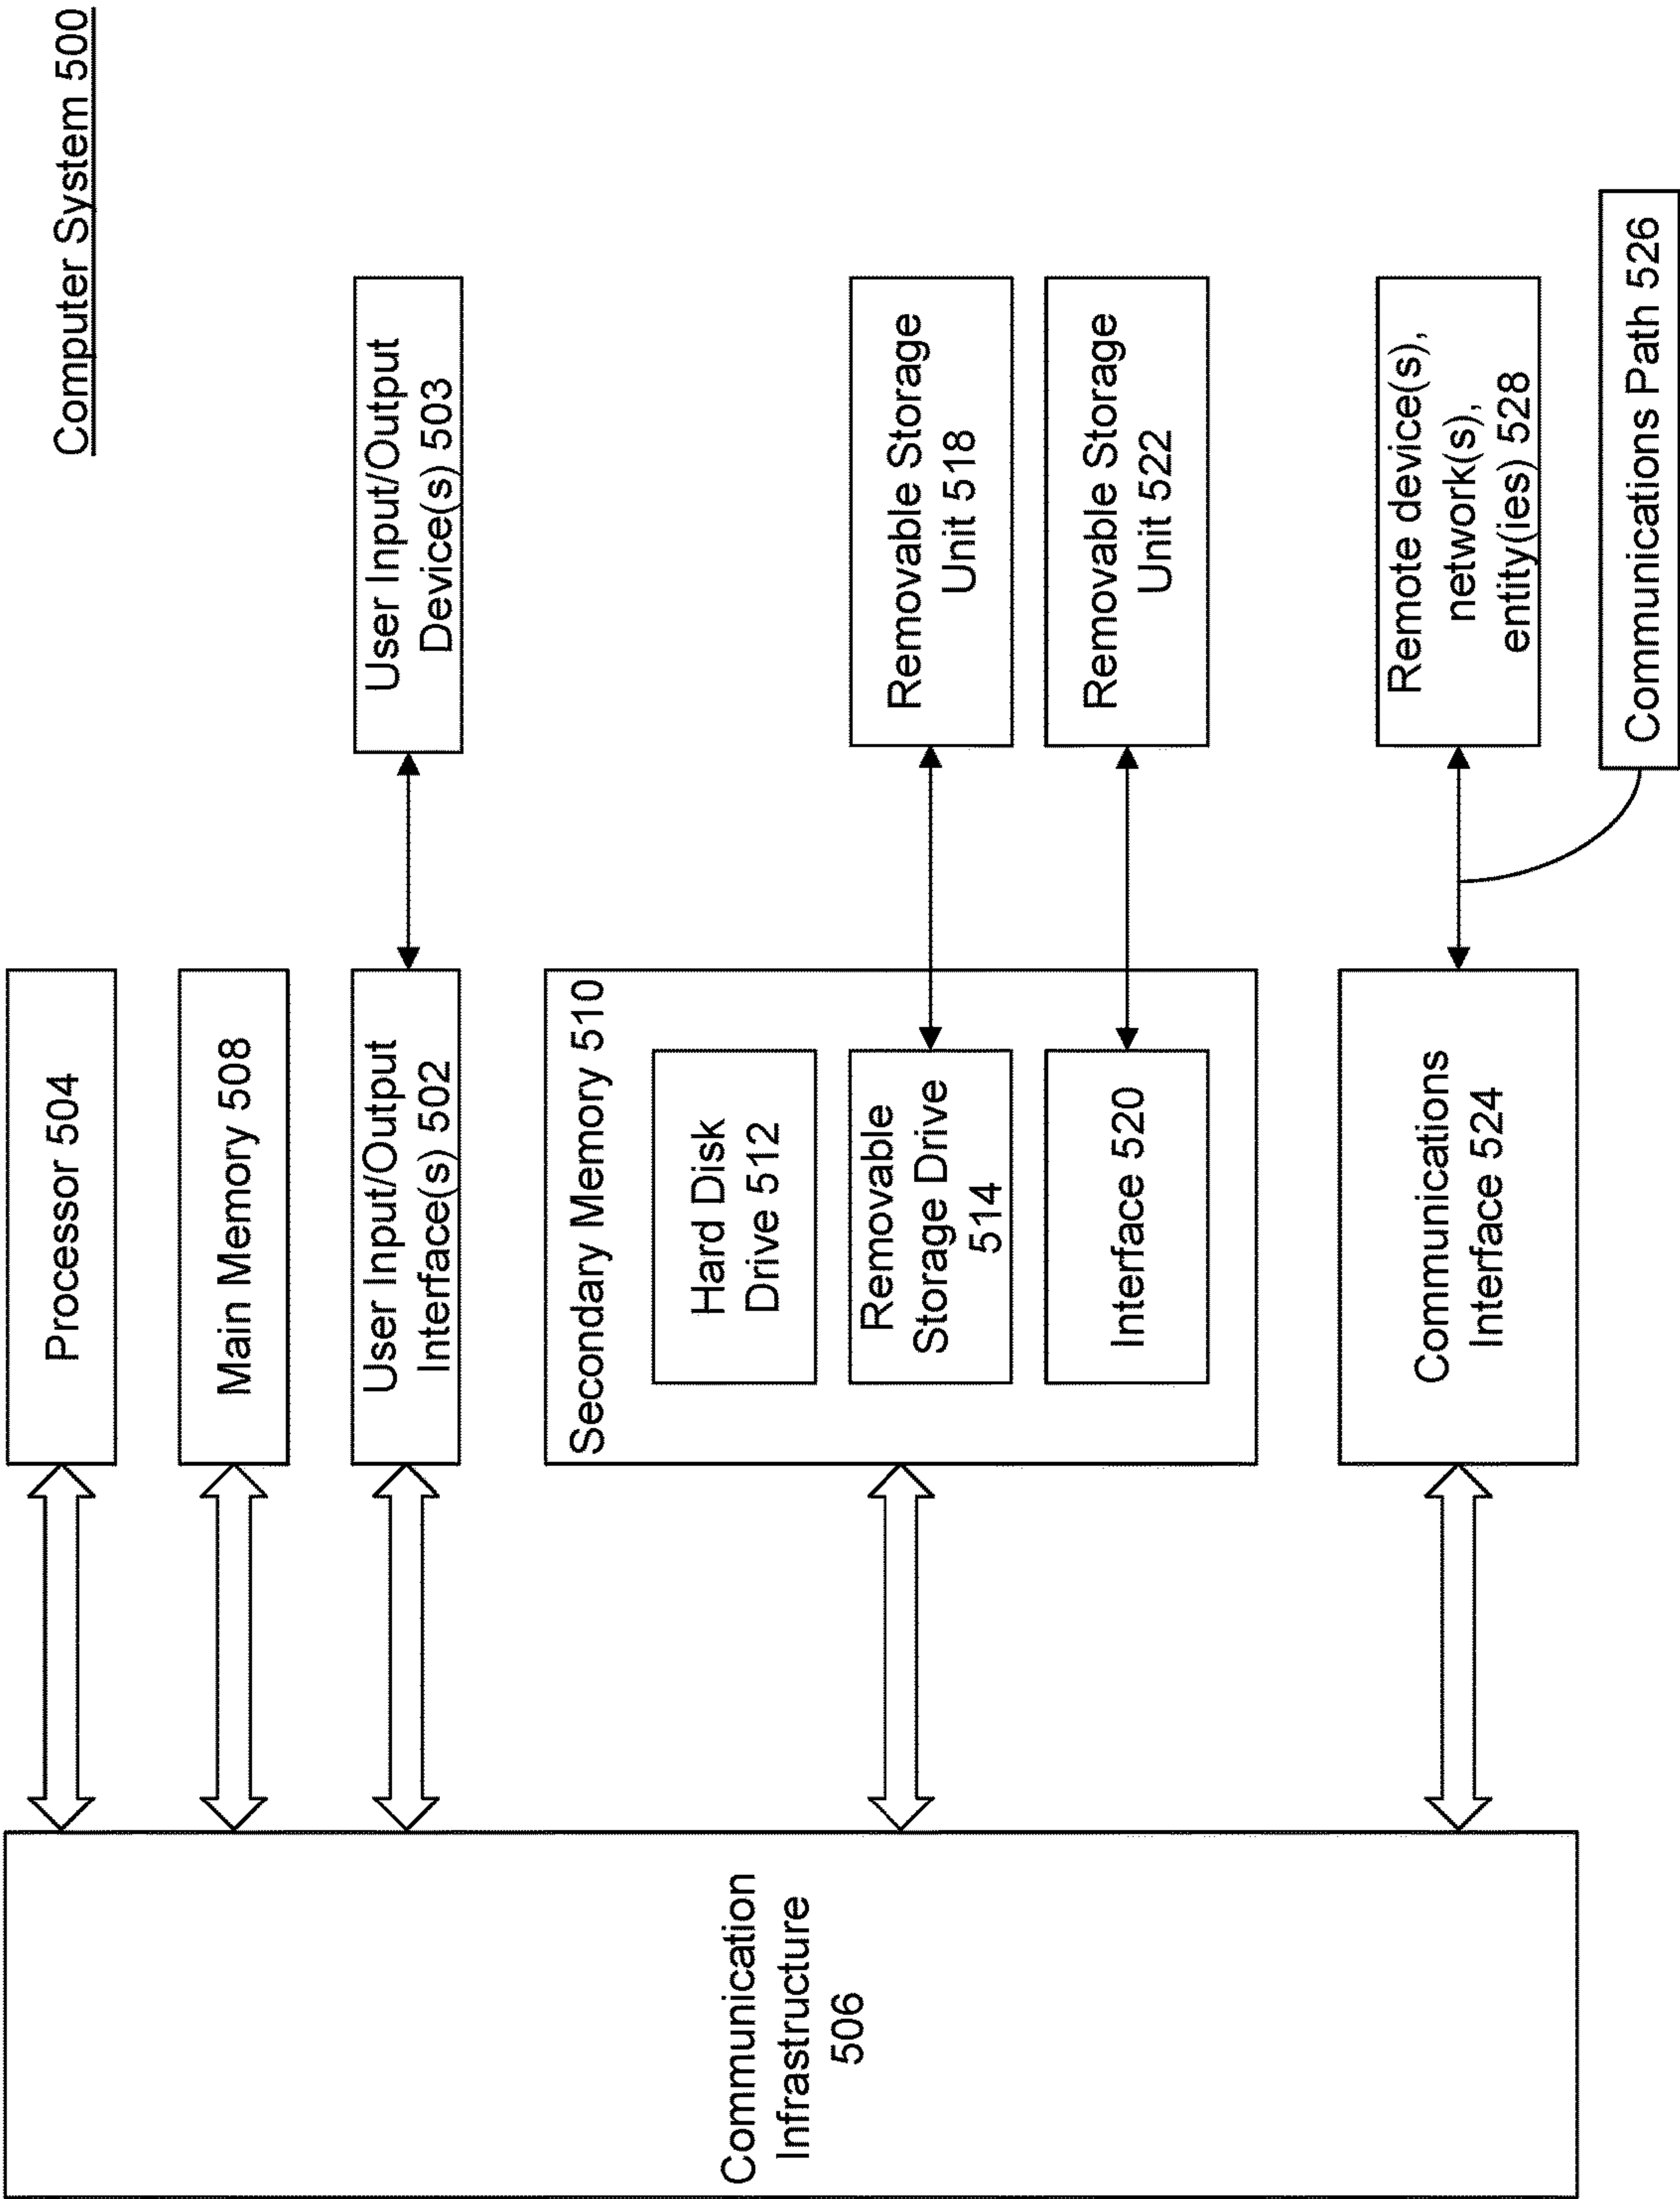 Computer System 500
Processor 504
Main Memory 508
User Input/Output
Interface(s) 502
User Input/Output
Device(s) 503
Secondary Memory 510
Hard Disk
Drive 512
Removable
Storage Drive
514
Removable Storage
Unit 518
Interface 520
Removable Storage
Unit 522
Communications
Interface 524
Remote device(s),
network(s),
entity(ies) 528
Communications Path 526
Communication
Infrastructure
506